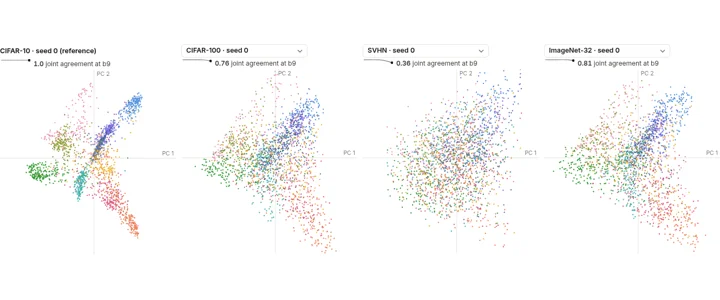 CIFAR-10 · seed 0 (reference)
1.0 joint agreement at b9
PC 2
PC 1
CIFAR-100 · seed 0
0.76 joint agreement at b9
PC 2
PC 1
SVHN · seed 0
0.36 joint agreement at b9
PC 2
PC 1
ImageNet-32 · seed 0
0.81 joint agreement at b9
PC 2
PC 1